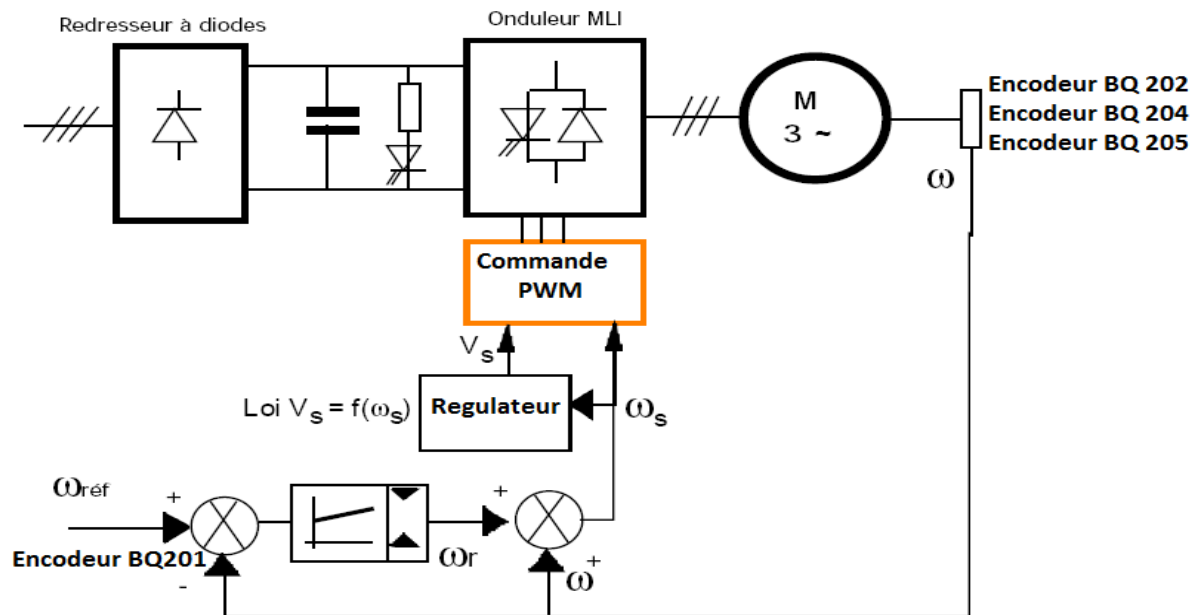 Redresseur à diodes
Onduleur MLI
M
3 ~
Encodeur BQ 202
Encodeur BQ 204
Encodeur BQ 205
ω
Commande
PWM
Vs
Loi Vs = f(ωs)
Regulateur
ωs
ωréf
+
+
Encodeur BQ201
-
ωr
ω
+